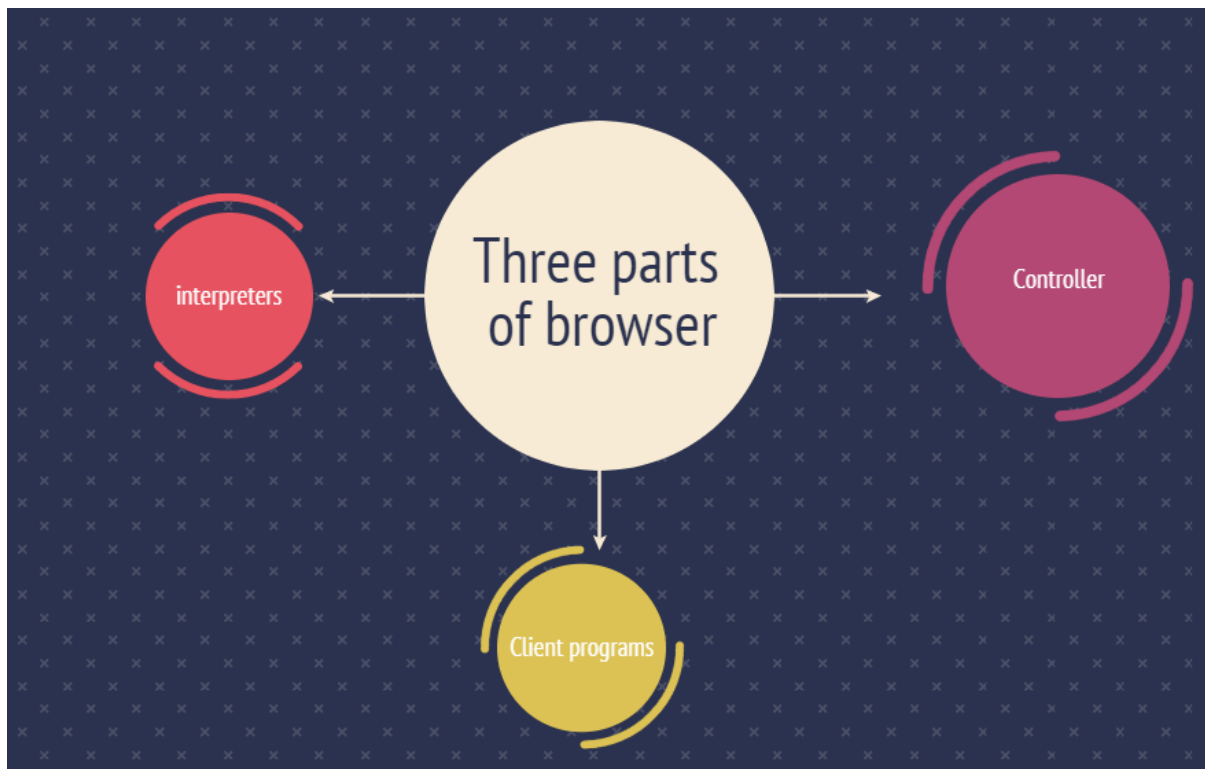 Three parts
of browser
interpreters
Controller
Client programs